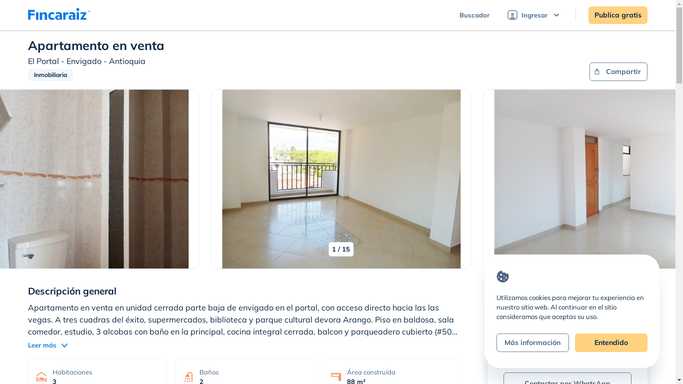 Fincaraiz
Buscador
Ingresar
Publica gratis
Apartamento en venta
El Portal - Envigado - Antioquia
Inmobiliaria
Compartir
1 / 15
Descripción general
Apartamento en venta en unidad cerrada parte baja de envigado en el portal, con acceso directo hacia las las
vegas. A tres cuadras del éxito, supermercados, biblioteca y parque cultural devora Arango. Piso en baldosa, sala
comedor, estudio, 3 alcobas con baño en la principal, cocina integral cerrada, balcon y parqueadero cubierto (#50...
Leer más
Habitaciones
3
Baños
2
Área construida
88 m²
Utilizamos cookies para mejorar tu experiencia en
nuestro sitio web. Al continuar en el sitio
consideramos que aceptas su uso.
Más información
Entendido
Contactar por WhatsApp